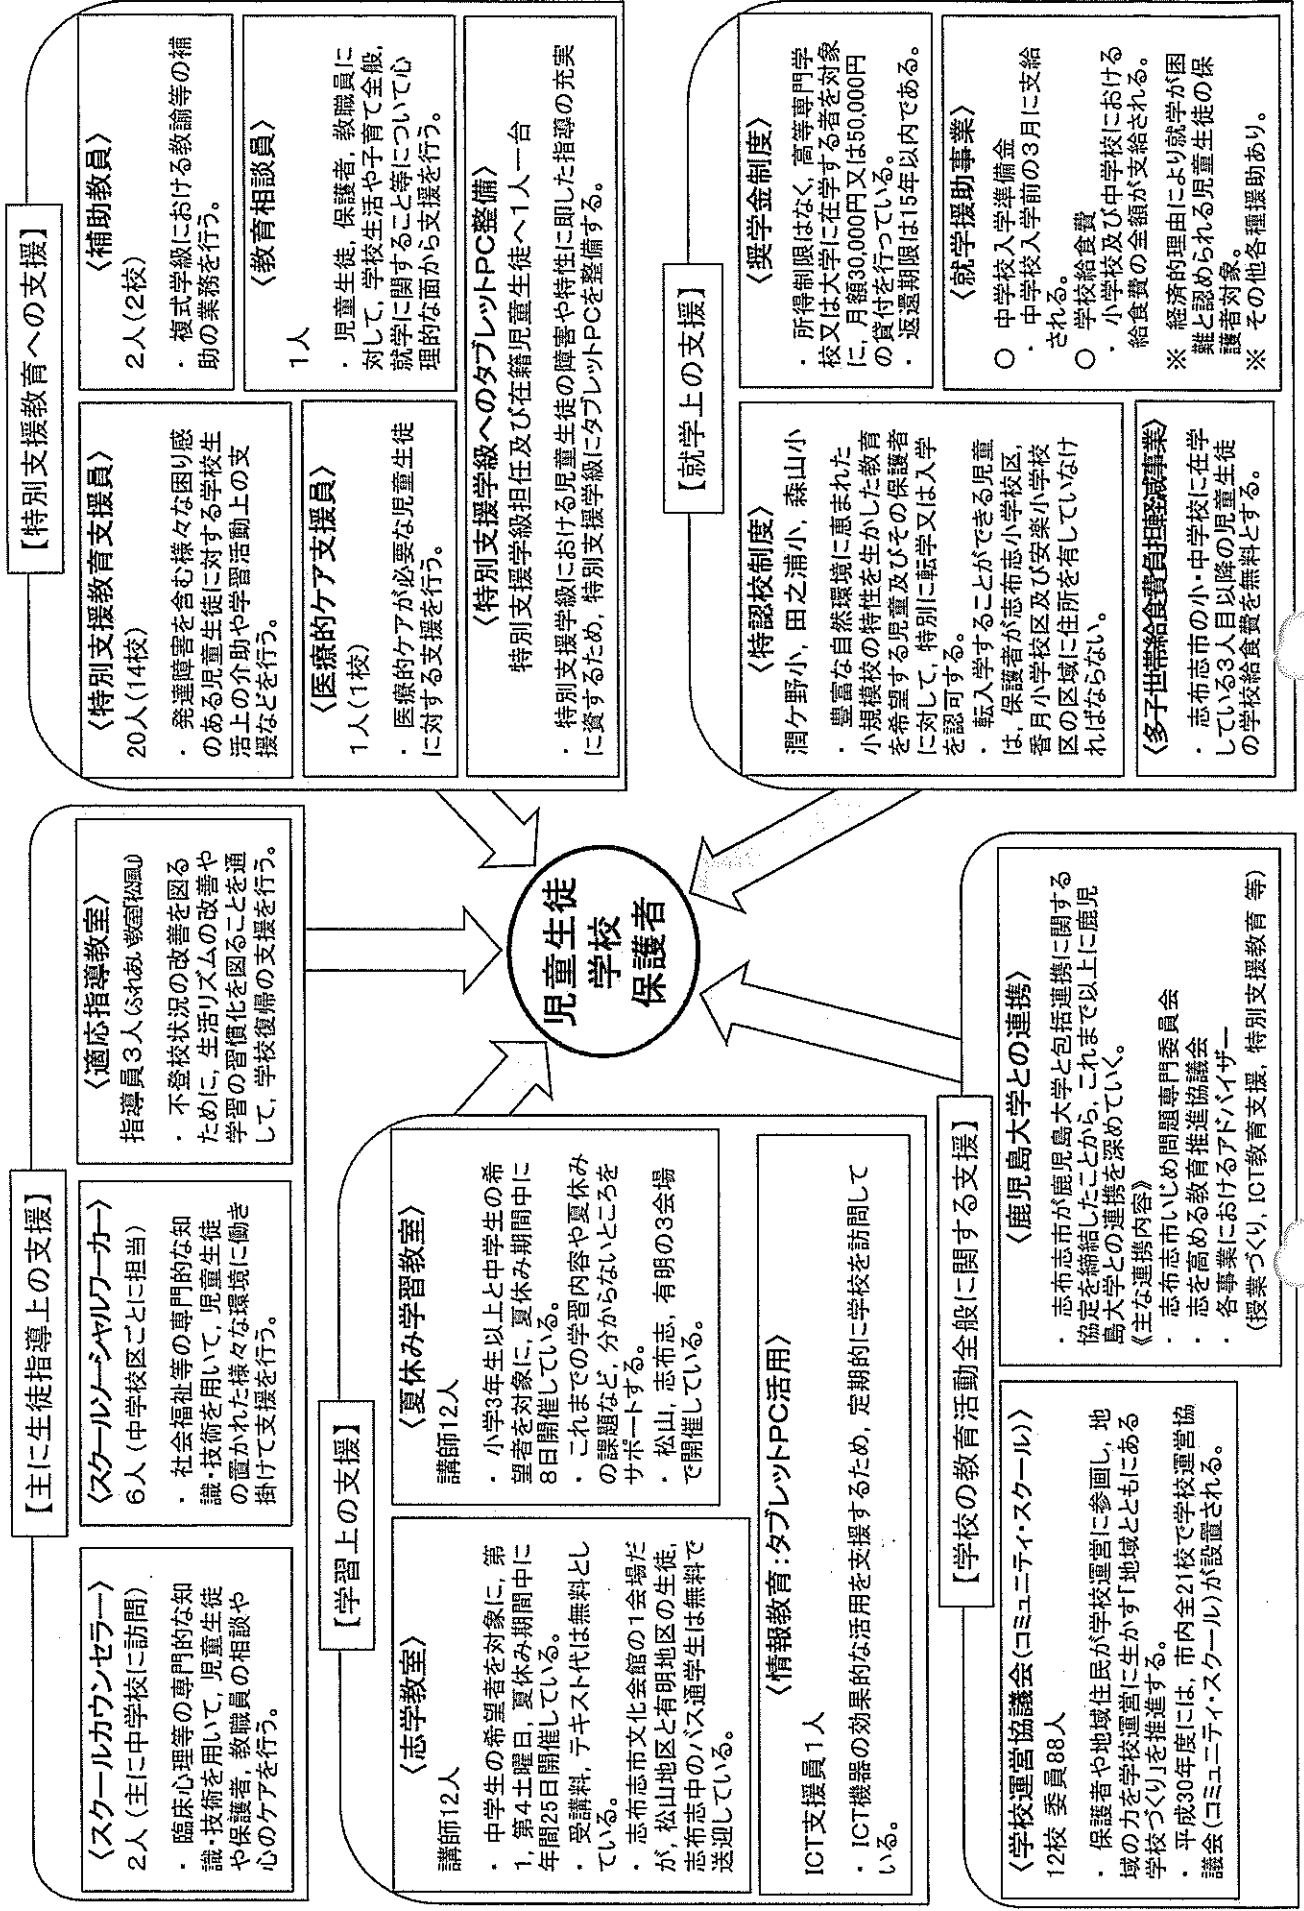 【主に生徒指導上の支援】
〈スクールカウンセラー〉
2人（主に中学校に訪問）
・ 臨床心理等の専門的な知
識・技術を用いて，児童生徒
や保護者，教職員の相談や
心のケアを行う。
〈スクールソーシャルワーカー〉
6人（中学校区ごとに担当）
・ 社会福祉等の専門的な知
識・技術を用いて，児童生徒
の置かれた様々な環境に働き
掛けて支援を行う。
〈適応指導教室〉
指導員3人（ふれあい教室「松風」）
・ 不登校状況の改善を図る
ために，生活リズムの改善や
学習の習慣化を図ることを通
して，学校復帰の支援を行う。
【特別支援教育への支援】
〈特別支援教育支援員〉
20人（14校）
・ 発達障害を含む様々な困り感
のある児童生徒に対する学校生
活上の介助や学習活動上の支
援などを行う。
〈補助教員〉
2人（2校）
・ 複式学級における教諭等の補
助の業務を行う。
〈医療的ケア支援員〉
1人（1校）
・ 医療的ケアが必要な児童生徒
に対する支援を行う。
〈教育相談員〉
1人
・ 児童生徒，保護者，教職員に
対して，学校生活や子育て全般，
就学に関すること等について心
理的な面から支援を行う。
〈特別支援学級へのタブレットPC整備〉
特別支援学級担任及び在籍児童生徒へ1人一台
・ 特別支援学級における児童生徒の障害や特性に即した指導の充実
に資するため，特別支援学級にタブレットPCを整備する。
【学習上の支援】
〈志学教室〉
講師12人
・ 中学生の希望者を対象に，第
1，第4土曜日，夏休み期間中に
年間25日開催している。
・ 受講料，テキスト代は無料とし
ている。
・ 志布志市文化会館の1会場だ
が，松山地区と有明地区の生徒，
志布志中のバス通学生は無料で
送迎している。
〈夏休み学習教室〉
講師12人
・ 小学3年生以上と中学生の希
望者を対象に，夏休み期間中に
8日開催している。
・ これまでの学習内容や夏休み
の課題など，分からないところを
サポートする。
・ 松山，志布志，有明の3会場
で開催している。
〈情報教育：タブレットPC活用〉
ICT支援員1人
・ ICT機器の効果的な活用を支援するため，定期的に学校を訪問して
いる。
児童生徒
学校
保護者
【学校の教育活動全般に関する支援】
〈学校運営協議会(コミュニティ・スクール)〉
12校 委員88人
・ 保護者や地域住民が学校運営に参画し，地
域の力を学校運営に生かす「地域とともにある
学校づくり」を推進する。
・ 平成30年度には，市内全21校で学校運営協
議会(コミュニティ・スクール)が設置される。
〈鹿児島大学との連携〉
・ 志布志市が鹿児島大学と包括連携に関する
協定を締結したことから，これまで以上に鹿児
島大学との連携を深めていく。
《主な連携内容》
・ 志布志市いじめ問題専門委員会
・ 志を高める教育推進協議会
・ 各事業におけるアドバイザー
（授業づくり，ICT教育支援，特別支援教育 等）
【就学上の支援】
〈特認校制度〉
潤ケ野小，田之浦小，森山小
・ 豊富な自然環境に恵まれた
小規模校の特性を生かした教育
を希望する児童及びその保護者
に対して，特別に転学又は入学
を認可する。
・ 転入学することができる児童
は，保護者が志布志小学校区，
香月小学校区及び安楽小学校
区の区域に住所を有していなけ
ればならない。
〈多子世帯給食費負担軽減事業〉
・ 志布志市の小・中学校に在学
している3人目以降の児童生徒
の学校給食費を無料とする。
〈奨学金制度〉
・ 所得制限はなく，高等専門学
校又は大学に在学する者を対象
に，月額30,000円又は50,000円
の貸付を行っている。
・ 返還期限は15年以内である。
〈就学援助事業〉
○ 中学校入学準備金
・ 中学校入学前の3月に支給
される。
○ 学校給食費
・ 小学校及び中学校における
給食費の全額が支給される。
※ 経済的理由により就学が困
難と認められる児童生徒の保
護者対象。
※ その他各種援助あり。